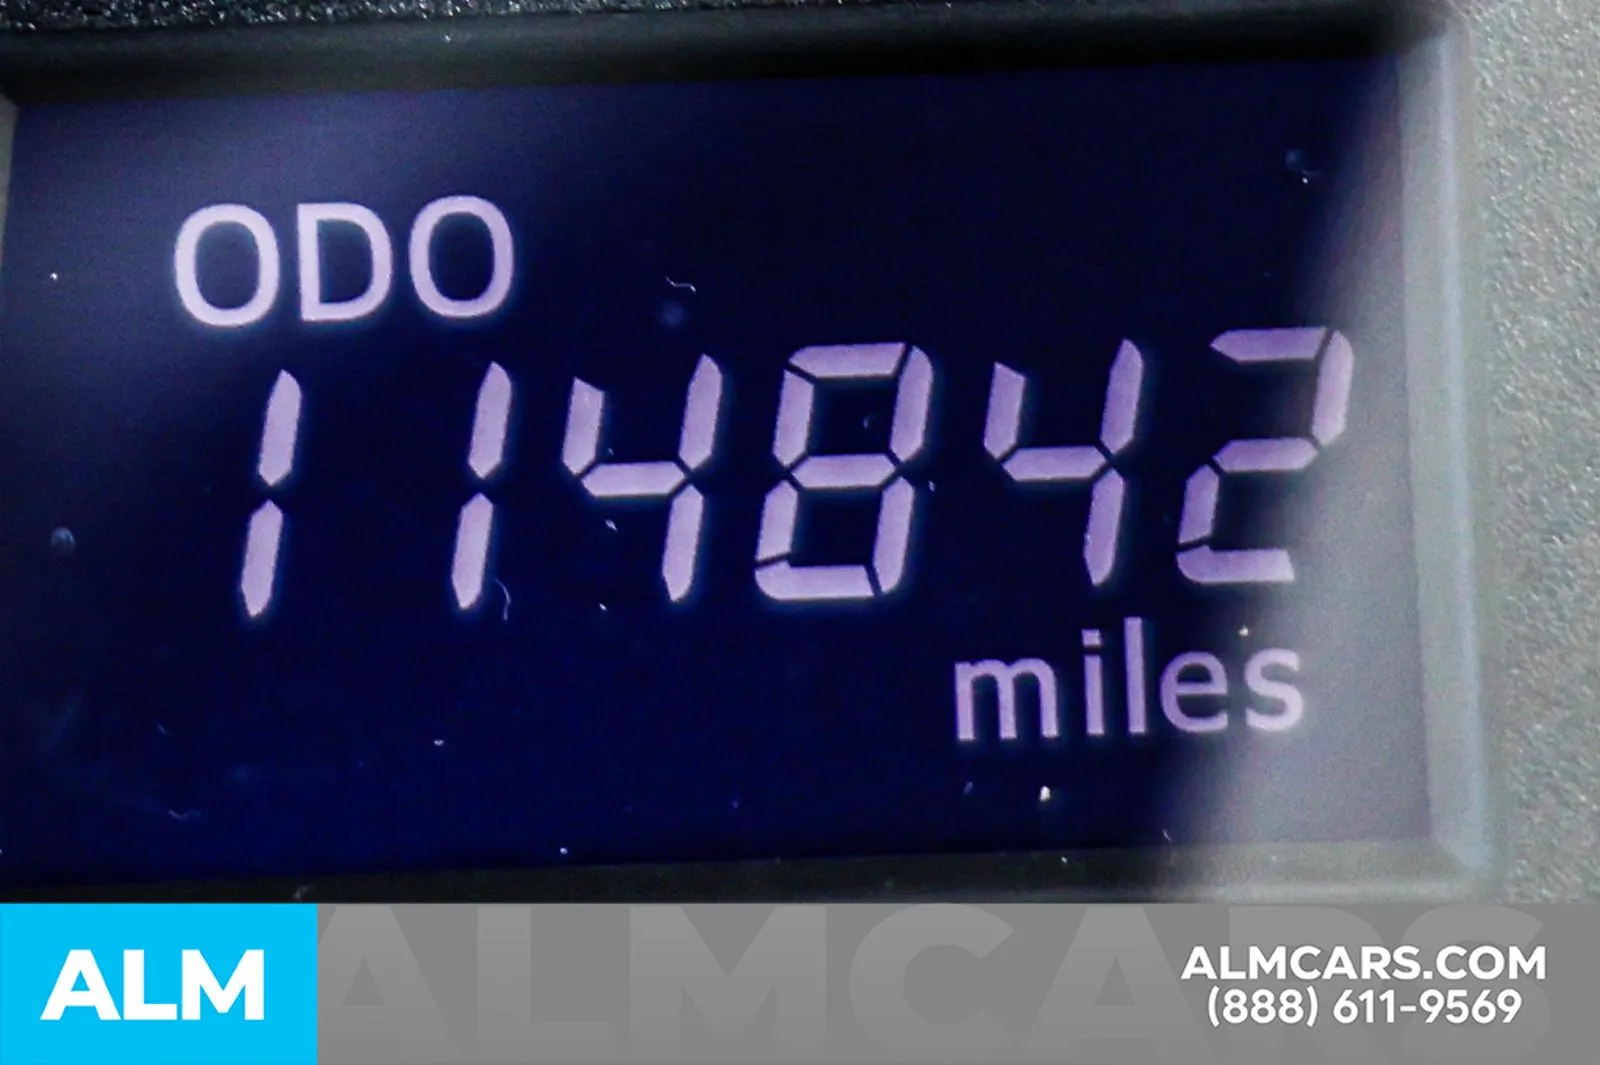 ODO
114842
miles
ALM
ALMCARS
ALMCARS.COM
(888) 611-9569